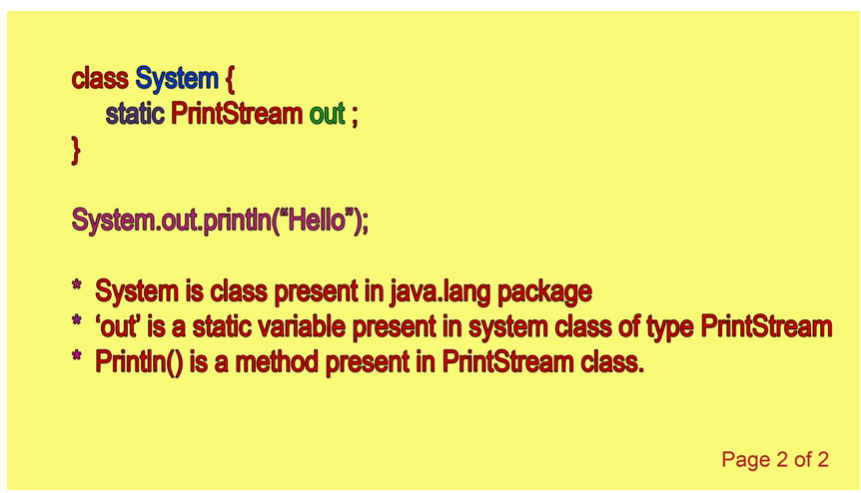 class System {
static PrintStream out ;
}
System.out.println(“Hello”);
* System is class present in java.lang package
* ‘out’ is a static variable present in system class of type PrintStream
* Println() is a method present in PrintStream class.
Page 2 of 2